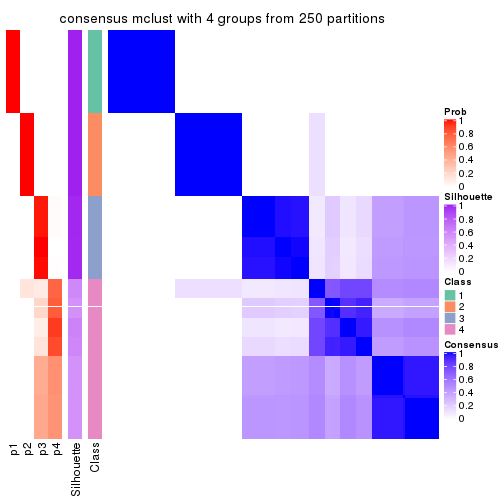 consensus mclust with 4 groups from 250 partitions
Prob
1
0.8
0.6
0.4
0.2
0
Silhouette
1
0.8
0.6
0.4
0.2
0
Class
1
2
3
4
Consensus
1
0.8
0.6
0.4
0.2
0
p1
p2
p3
p4
Silhouette
Class